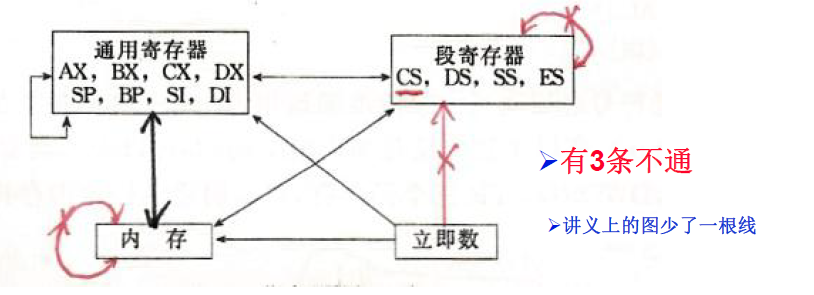 通用寄存器
AX, BX, CX, DX
SP, BP, SI, DI
段寄存器
CS, DS, SS, ES
内 存
立即数
➢有3条不通
➢讲义上的图少了一根线